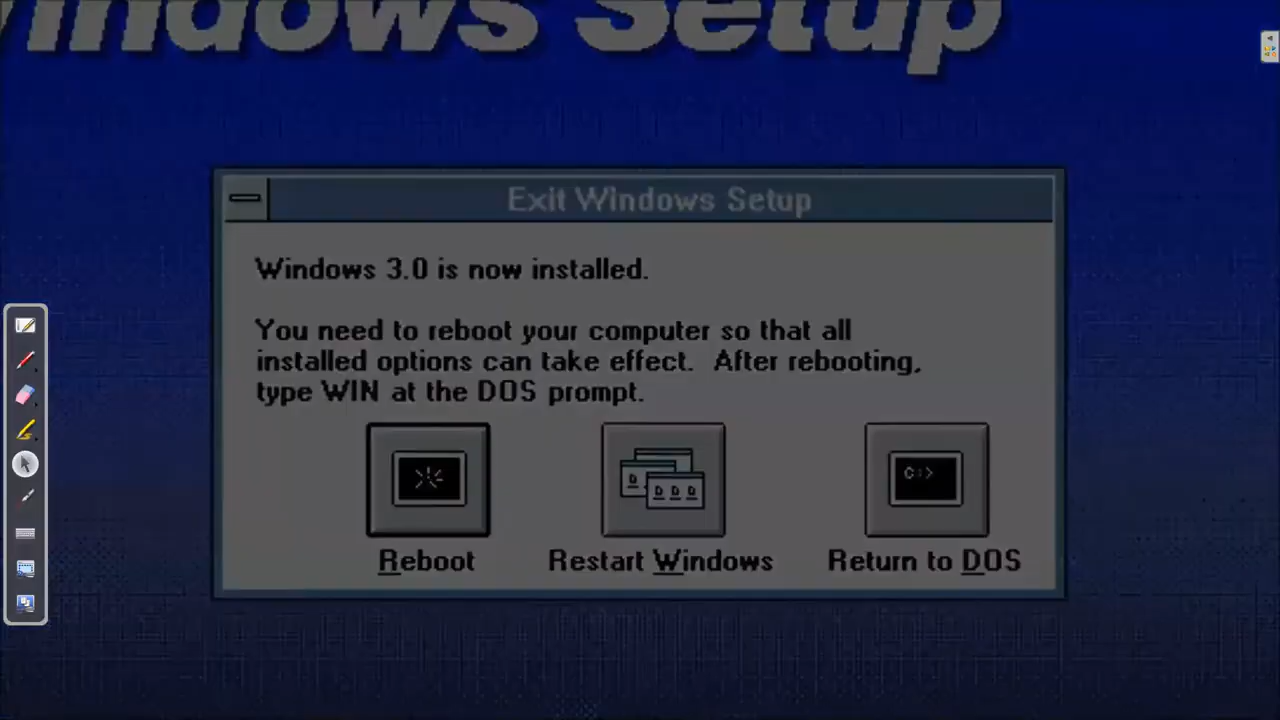 Windows Setup
Exit Windows Setup
Windows 3.0 is now installed.
You need to reboot your computer so that all
installed options can take effect. After rebooting,
type WIN at the DOS prompt.
D D D D
C:>
Reboot Restart Windows Return to DOS